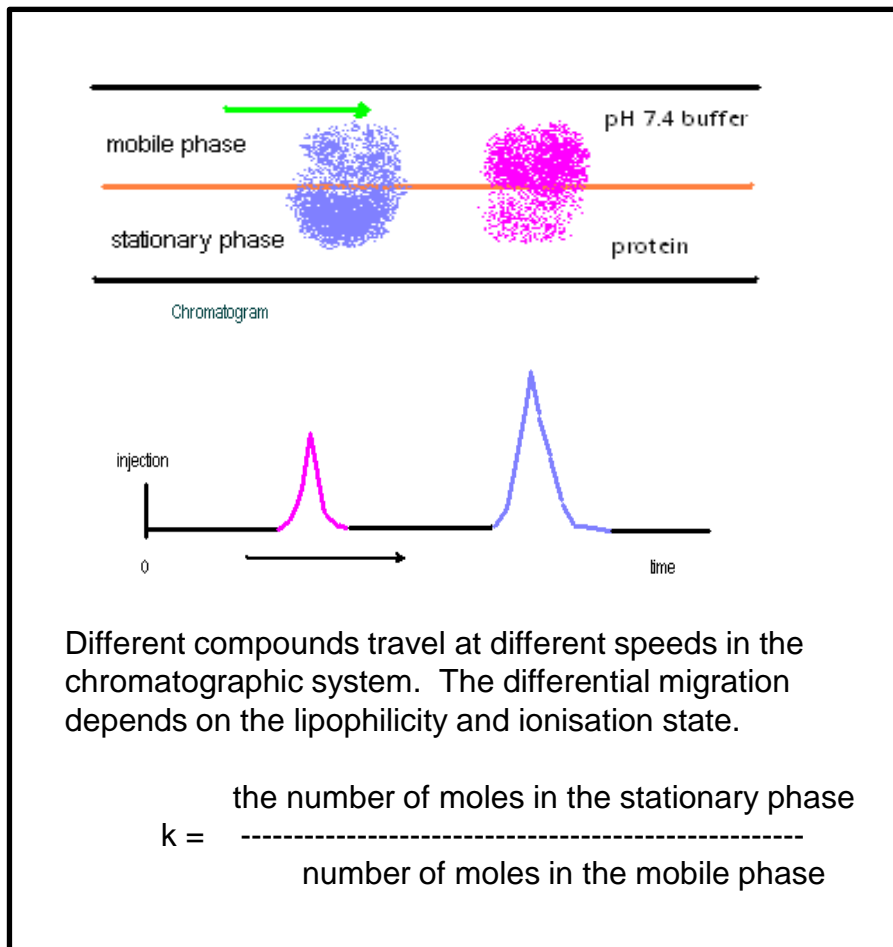 pH 7.4 buffer
mobile phase
stationary phase
protein
Chromatogram
injection
0
time
Different compounds travel at different speeds in the
chromatographic system.  The differential migration
depends on the lipophilicity and ionisation state.
the number of moles in the stationary phase
k = -----------------------------------------------------
number of moles in the mobile phase